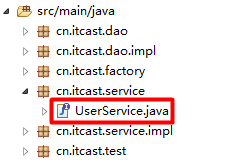 src/main/java
cn.itcast.dao
cn.itcast.dao.impl
cn.itcast.factory
cn.itcast.service
UserService.java
cn.itcast.service.impl
cn.itcast.test